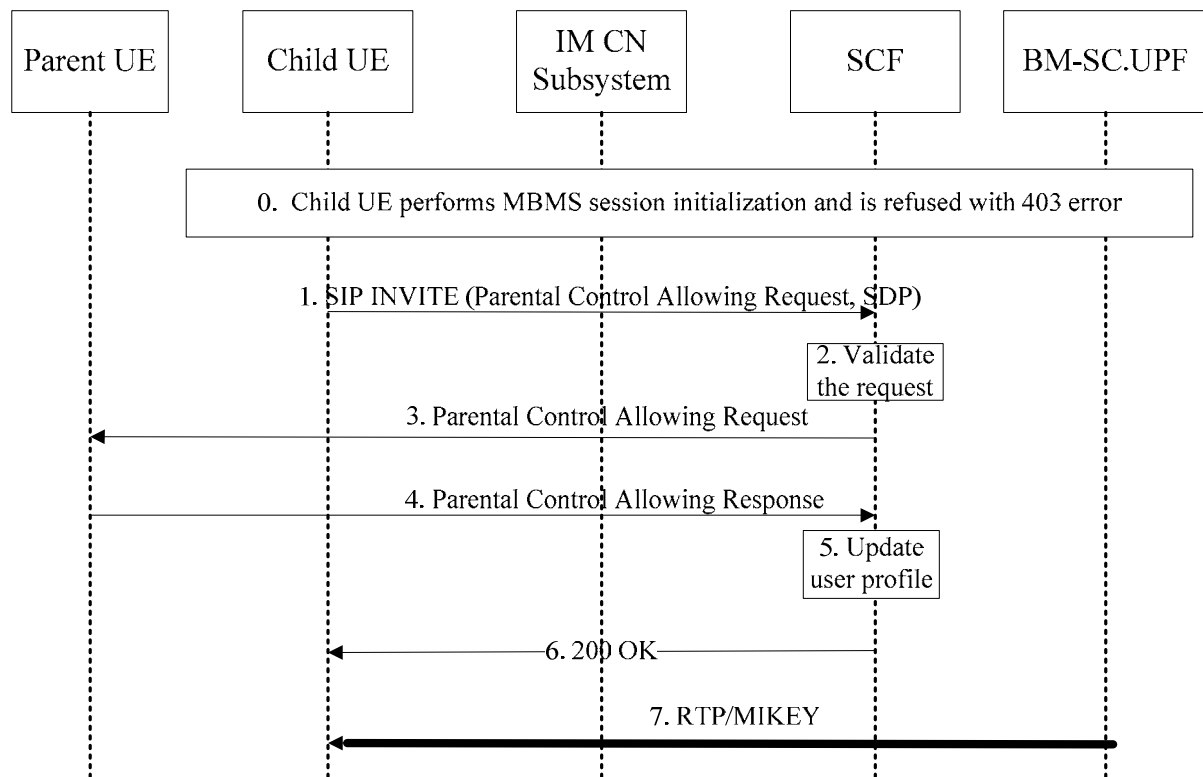 Parent UE
Child UE
IM CN
Subsystem
SCF
BM-SC.UPF
0. Child UE performs MBMS session initialization and is refused with 403 error
1. SIP INVITE (Parental Control Allowing Request, SDP)
2. Validate
the request
3. Parental Control Allowing Request
4. Parental Control Allowing Response
5. Update
user profile
6. 200 OK
7. RTP/MIKEY